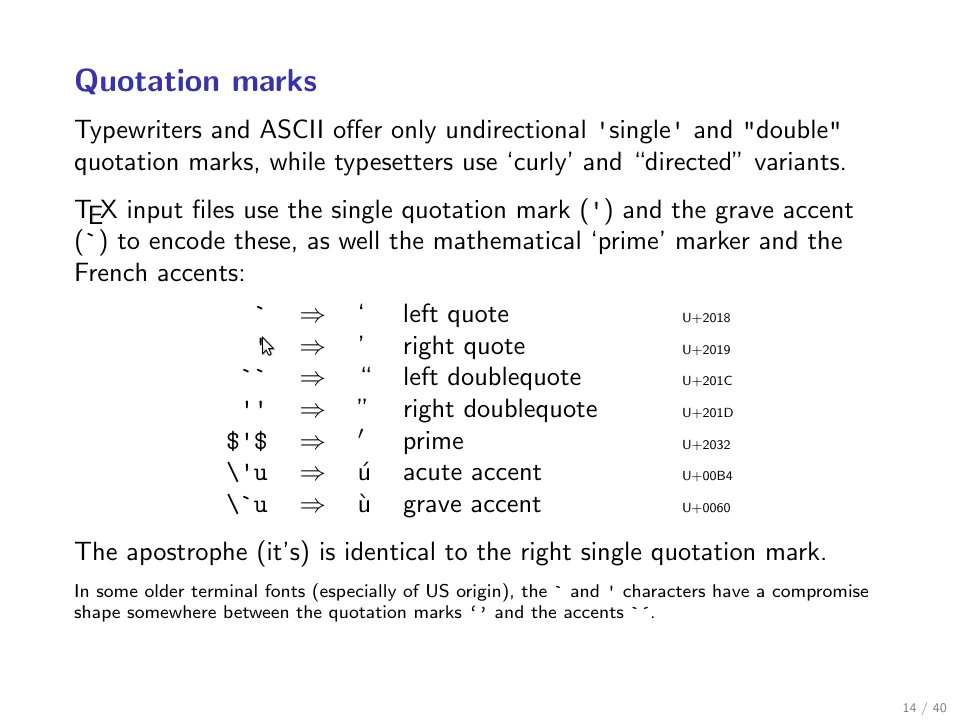 Quotation marks
Typewriters and ASCII offer only undirectional 'single' and "double"
quotation marks, while typesetters use ‘curly’ and “directed” variants.
TEX input files use the single quotation mark (') and the grave accent
(`) to encode these, as well the mathematical ‘prime’ marker and the
French accents:
` ⇒ ‘ left quote U+2018
' ⇒ ’ right quote U+2019
`` ⇒ “ left doublequote U+201C
'' ⇒ ” right doublequote U+201D
$'$ ⇒ ′ prime U+2032
\'u ⇒ ú acute accent U+00B4
\`u ⇒ ù grave accent U+0060
The apostrophe (it’s) is identical to the right single quotation mark.
In some older terminal fonts (especially of US origin), the ` and ' characters have a compromise
shape somewhere between the quotation marks ‘ ’ and the accents `´.
14 / 40